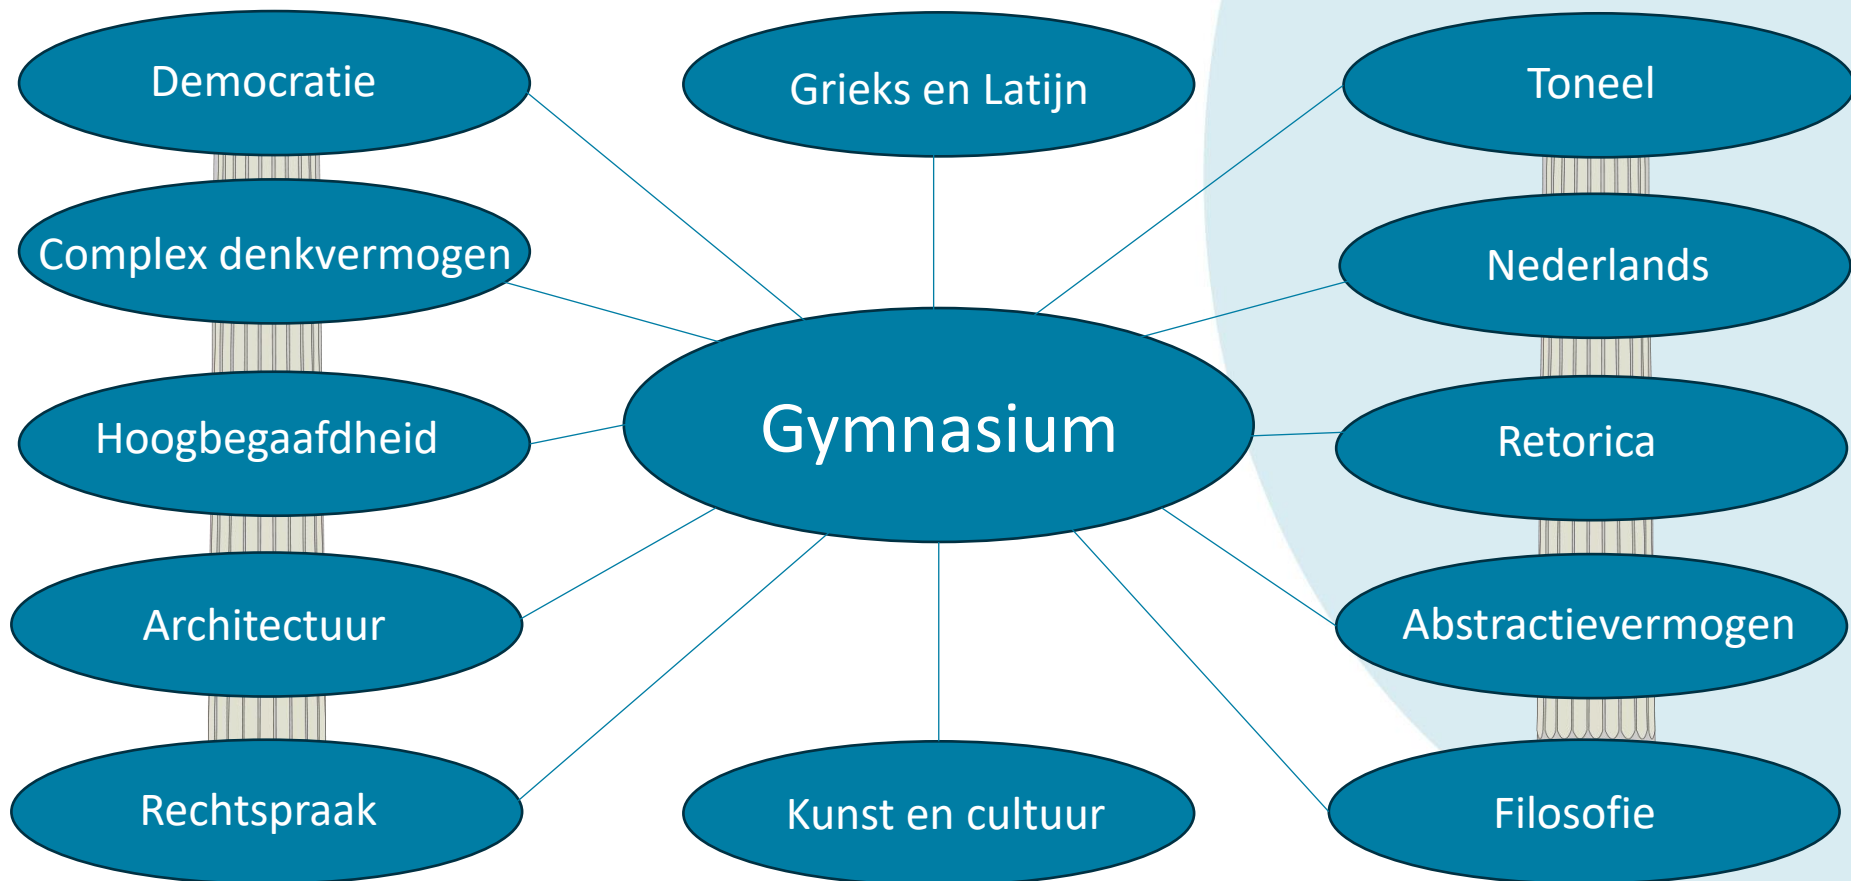 Democratie
Grieks en Latijn
Toneel
Complex denkvermogen
Nederlands
Gymnasium
Hoogbegaafdheid
Retorica
Architectuur
Abstractievermogen
Rechtspraak
Kunst en cultuur
Filosofie